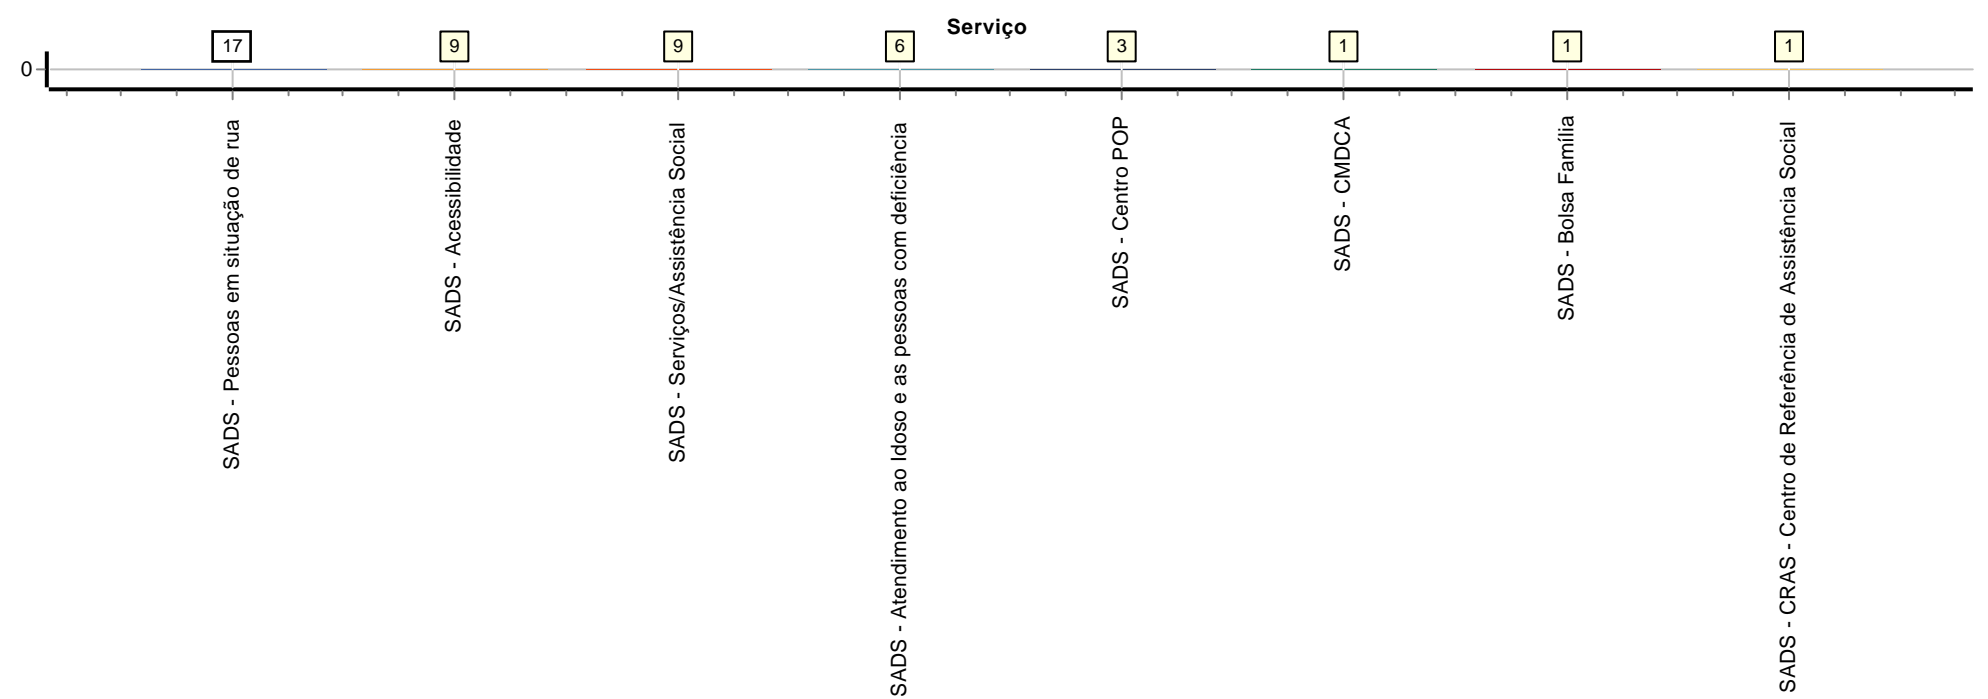 Serviço
17
9
9
6
3
1
1
1
0
SADS - Pessoas em situação de rua
SADS - Acessibilidade
SADS - Serviços/Assistência Social
SADS - Atendimento ao Idoso e as pessoas com deficiência
SADS - Centro POP
SADS - CMDCA
SADS - Bolsa Família
SADS - CRAS - Centro de Referência de Assistência Social